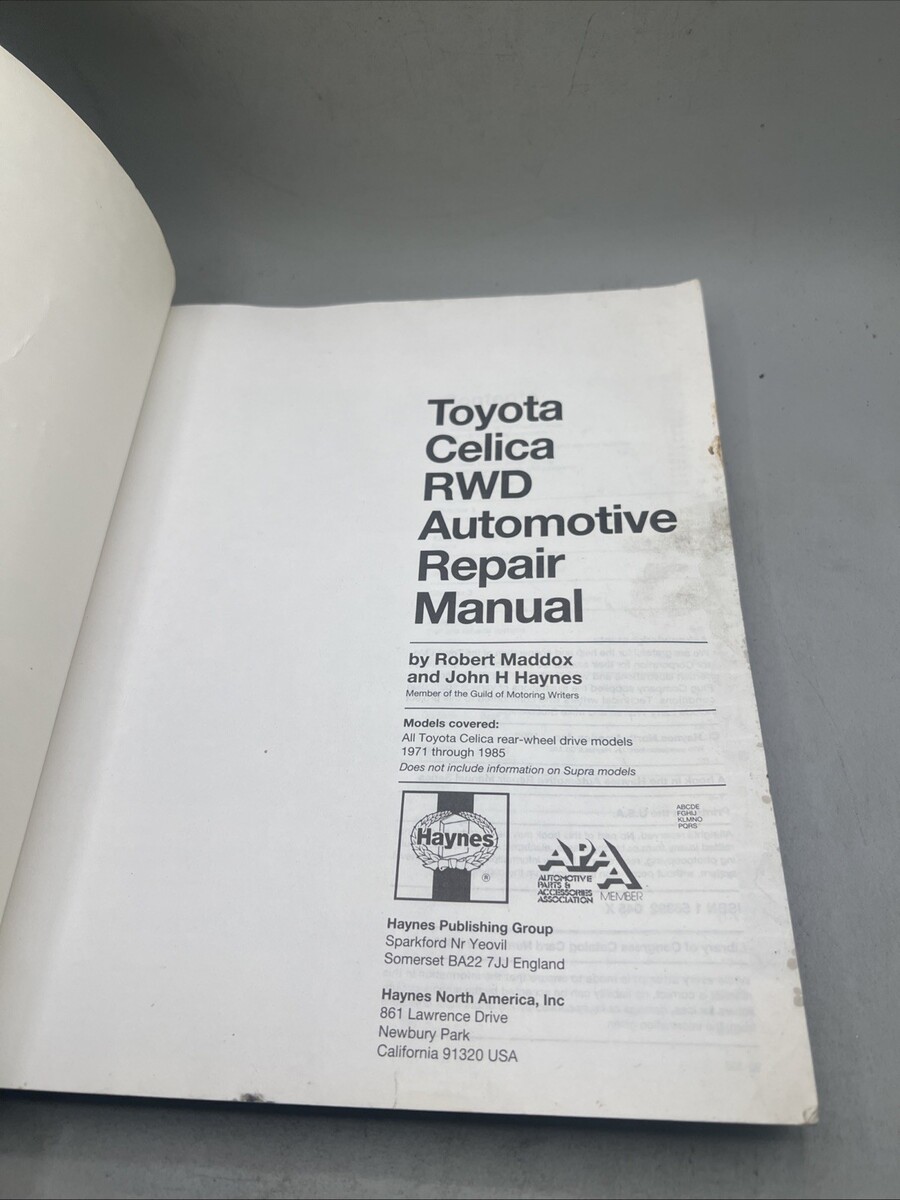 Toyota
Celica
RWD
Automotive
Repair
Manual
by Robert Maddox
and John H Haynes
Member of the Guild of Motoring Writers
Models covered:
All Toyota Celica rear-wheel drive models
1971 through 1985
Does not include information on Supra models
Haynes
®
ABCDE
FGHIJ
KLMNO
PQRS
APAA
AUTOMOTIVE
PARTS &
ACCESSORIES
ASSOCIATION
MEMBER
Haynes Publishing Group
Sparkford Nr Yeovil
Somerset BA22 7JJ England
Haynes North America, Inc
861 Lawrence Drive
Newbury Park
California 91320 USA